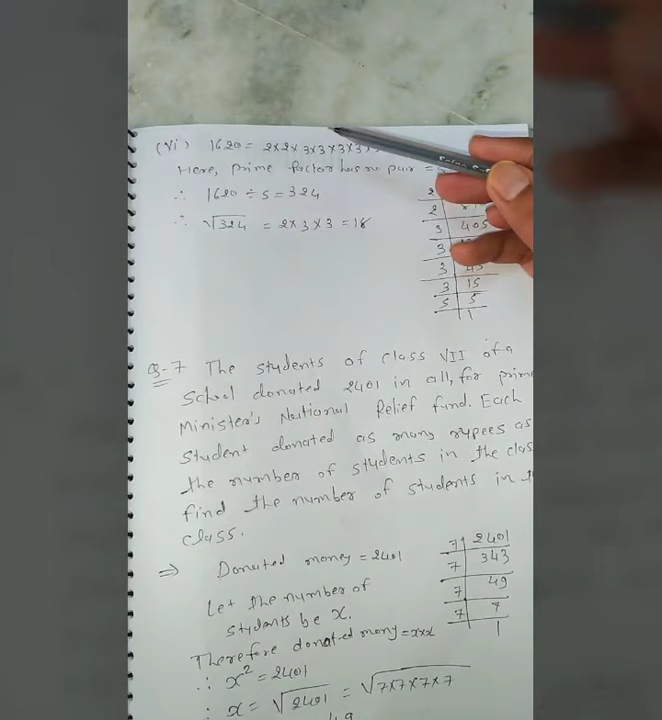 (vi) 1620 = 2×2×3×3×3×3×
Here, prime factor has no pair =
∴ 1620 ÷ 5 = 324
∴ √324 = 2×3×3 = 18
2
2
3 405
3
3 45
3 15
5 5
1
Q-7 The students of class VII of a
School donated 2401 in all, for prime
Minister's National Relief fund. Each
student donated as many rupees as
the number of students in the clas
find the number of students in t
class.
⇒ Donated money = 2401
Let the number of
students be x.
Therefore donated mony = x×x
∴ x² = 2401
∴ x = √2401 = √7×7×7×7
49
7 2401
7 343
7 49
7 7
1